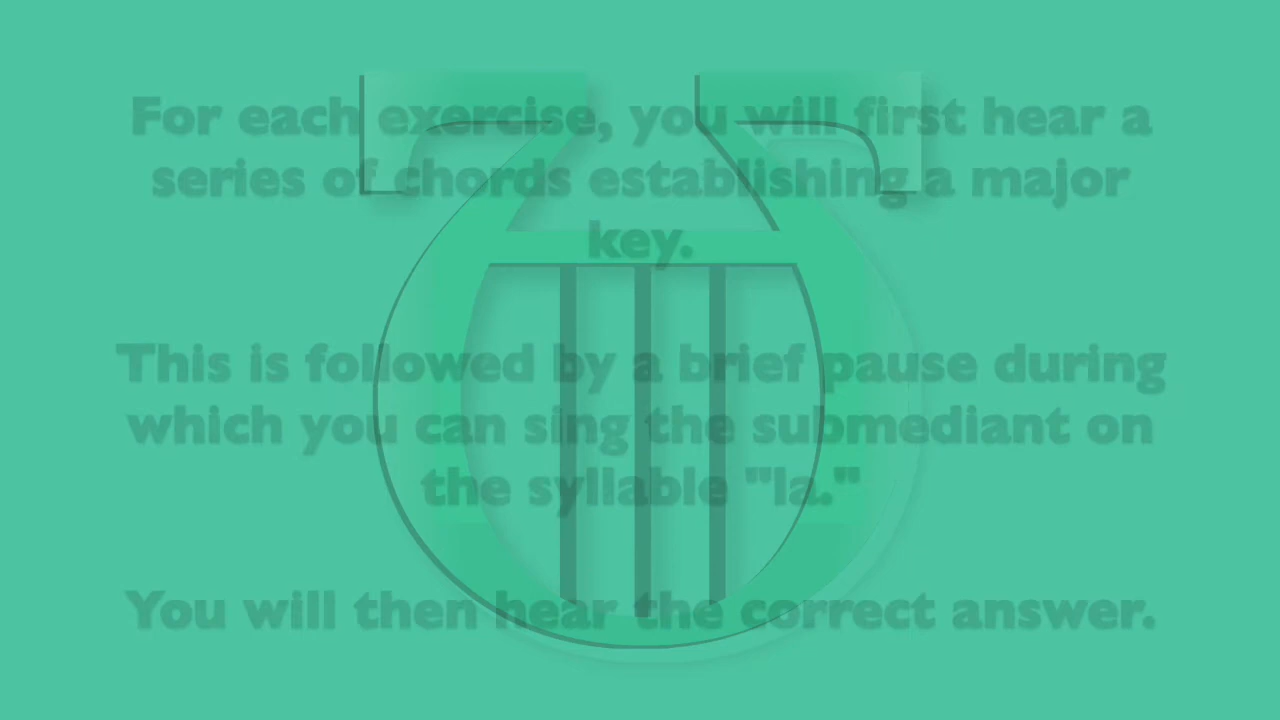 For each exercise, you will first hear a
series of chords establishing a major
key.
This is followed by a brief pause during
which you can sing the submediant on
the syllable "la."
You will then hear the correct answer.